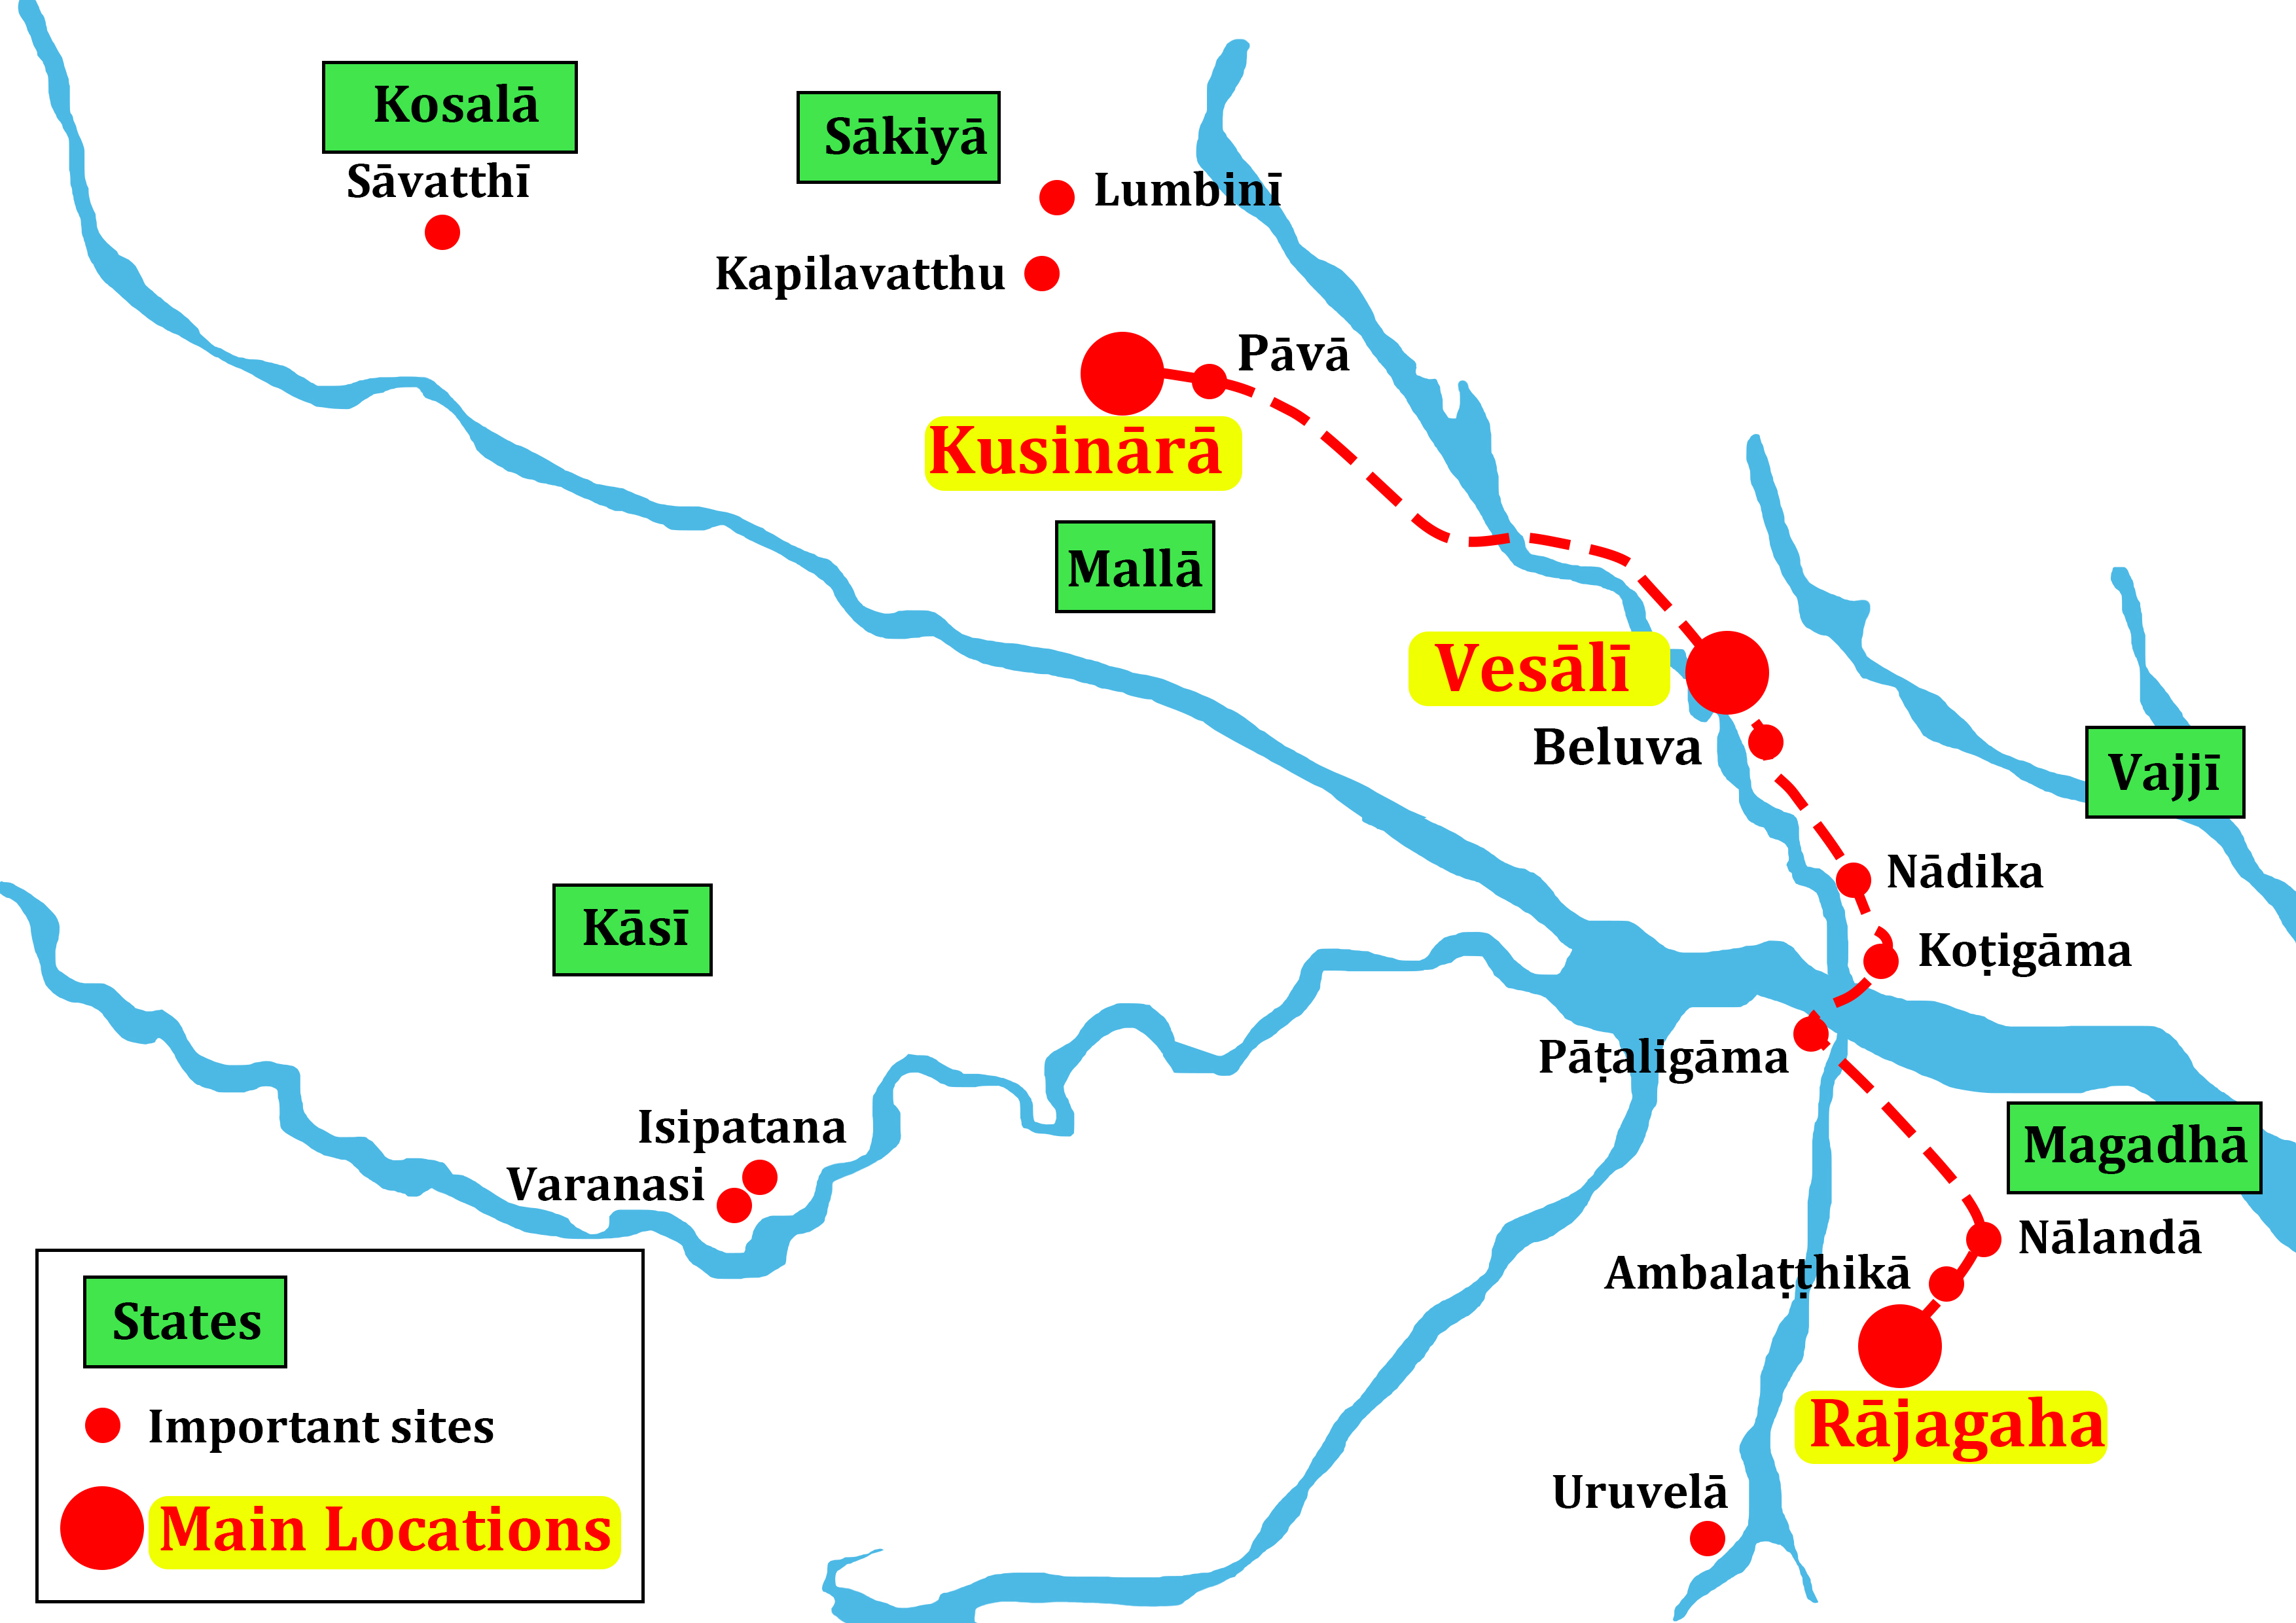 Kosalā
Sāvatthī
Sākiyā
Lumbinī
Kapilavatthu
Pāvā
Kusinārā
Mallā
Vesālī
Beluva
Vajjī
Nādika
Koṭigāma
Kāsī
Pāṭaligāma
Magadhā
Isipatana
Varanasi
Nālandā
Ambalaṭṭhikā
Rājagaha
Uruvelā
States
Important sites
Main Locations